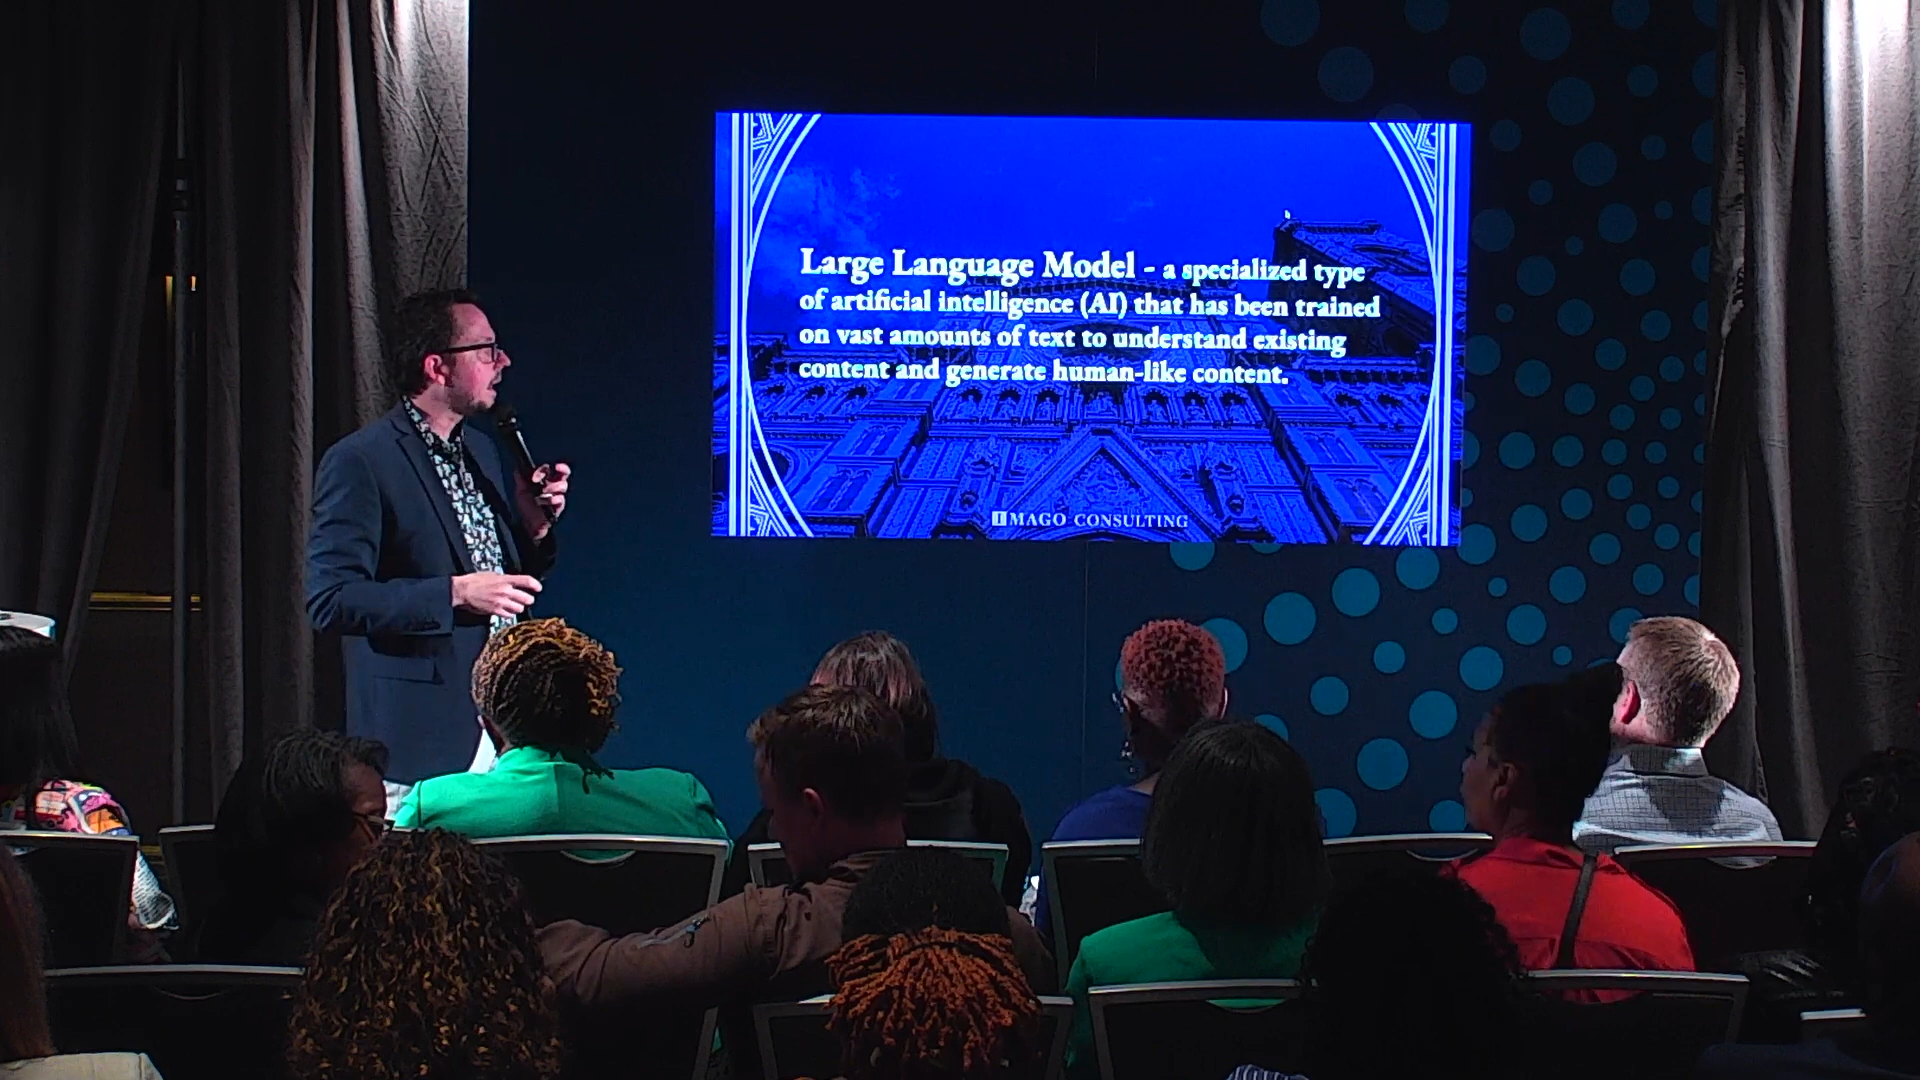 Large Language Model - a specialized type
of artificial intelligence (AI) that has been trained
on vast amounts of text to understand existing
content and generate human-like content.
IMAGO CONSULTING